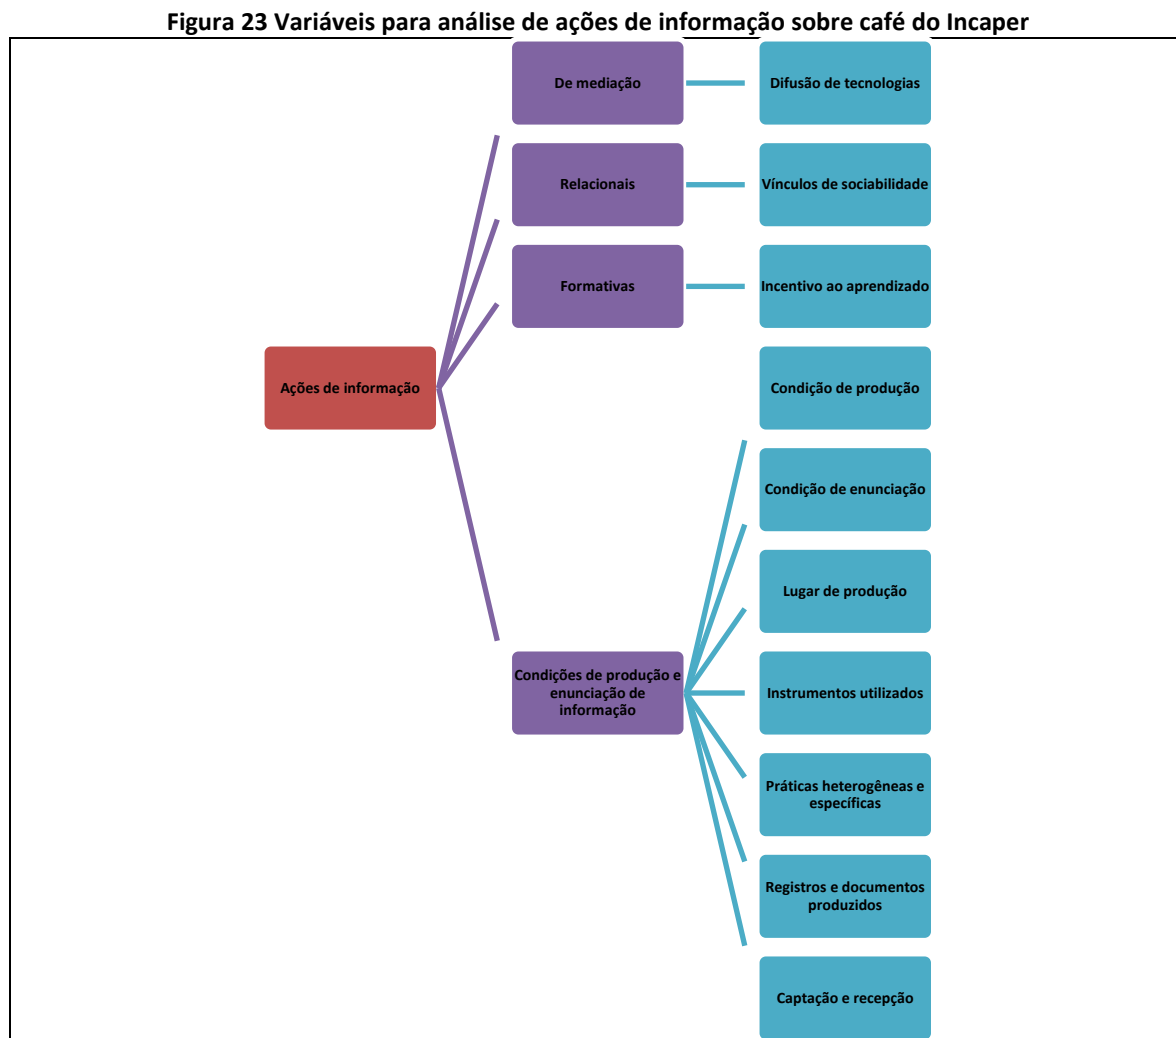 Figura 23 Variáveis para análise de ações de informação sobre café do Incaper
De mediação
Difusão de tecnologias
Relacionais
Vínculos de sociabilidade
Formativas
Incentivo ao aprendizado
Ações de informação
Condição de produção
Condição de enunciação
Lugar de produção
Condições de produção e
enunciação de
informação
Instrumentos utilizados
Práticas heterogêneas e
específicas
Registros e documentos
produzidos
Captação e recepção